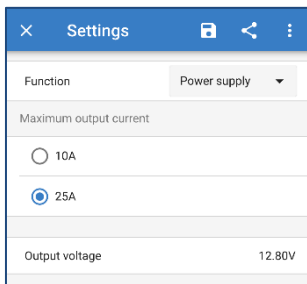 Settings
Function Power supply
Maximum output current
10A
25A
Output voltage 12.80V